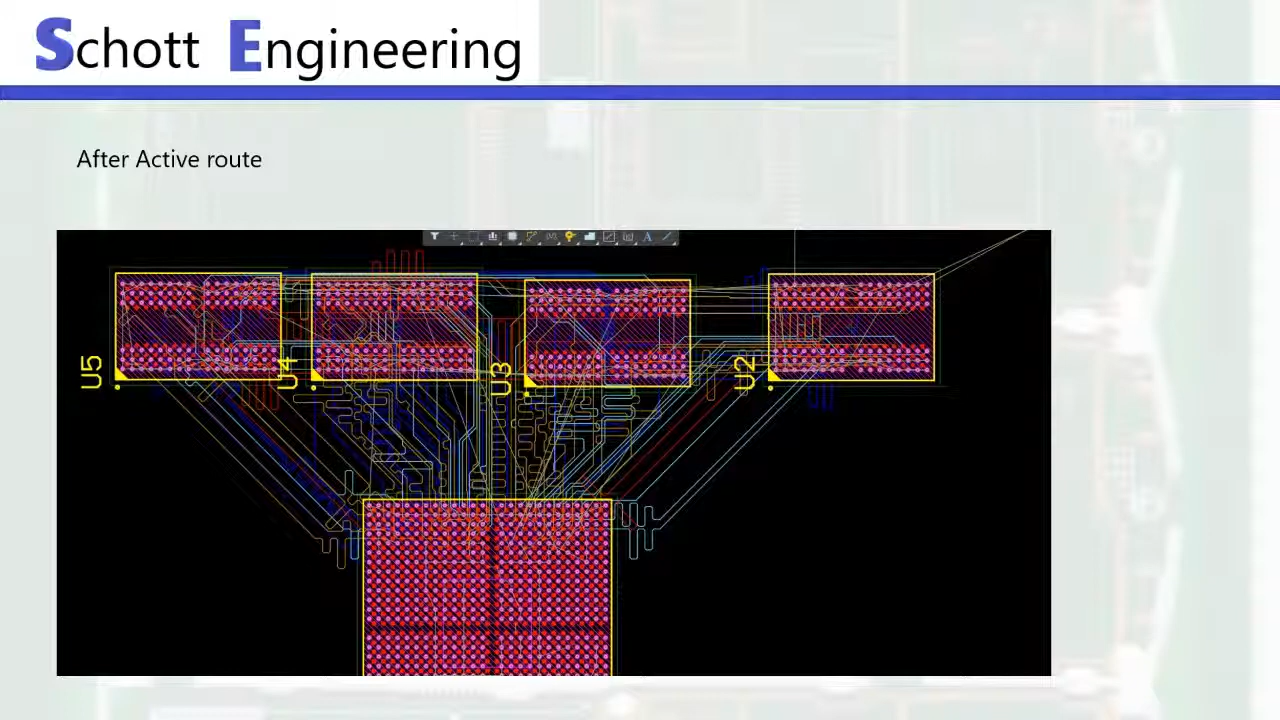 Schott Engineering
After Active route
U5
U4
U3
U2